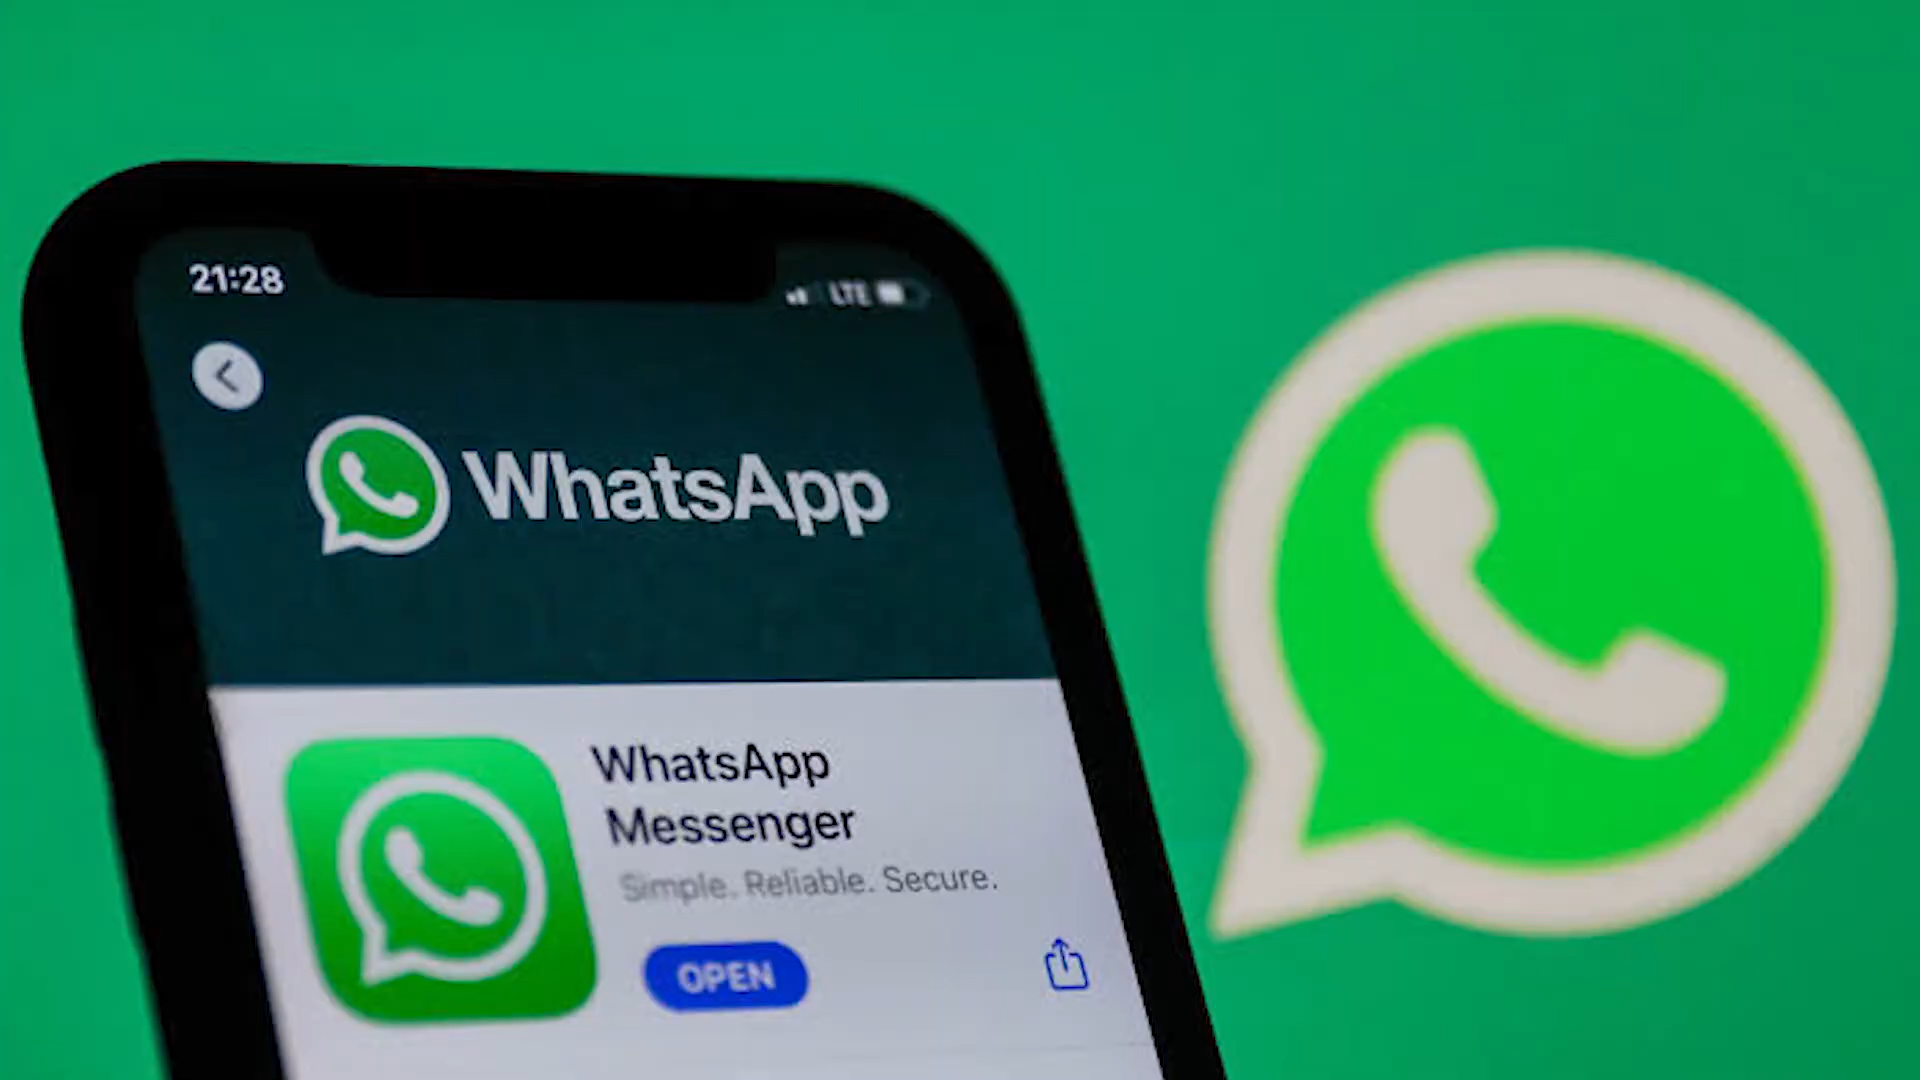 21:28
LTE
WhatsApp
WhatsApp
Messenger
Simple. Reliable. Secure.
OPEN